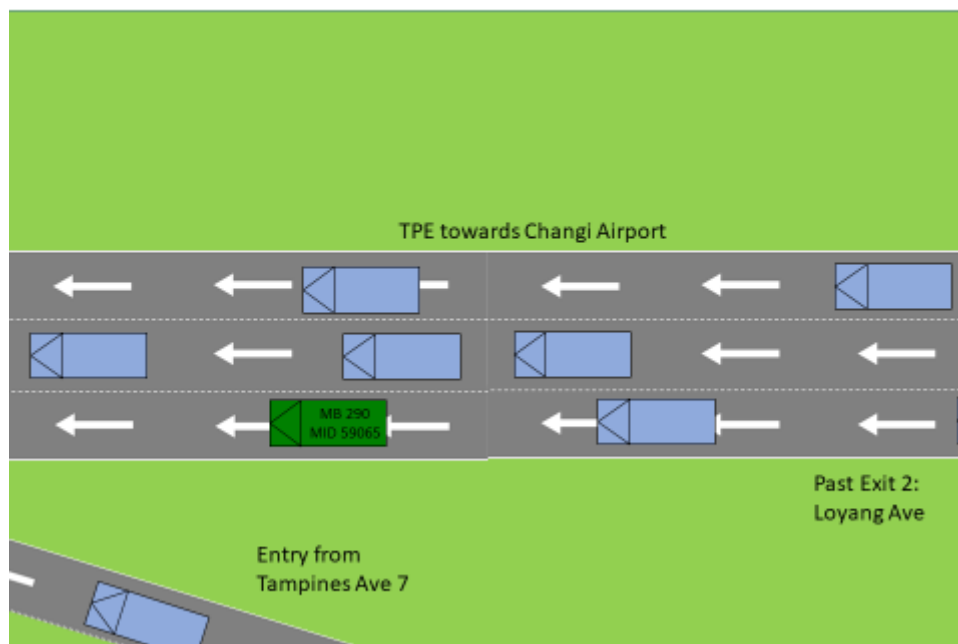 TPE towards Changi Airport
MB 290
MID 59065
Past Exit 2:
Loyang Ave
Entry from
Tampines Ave 7